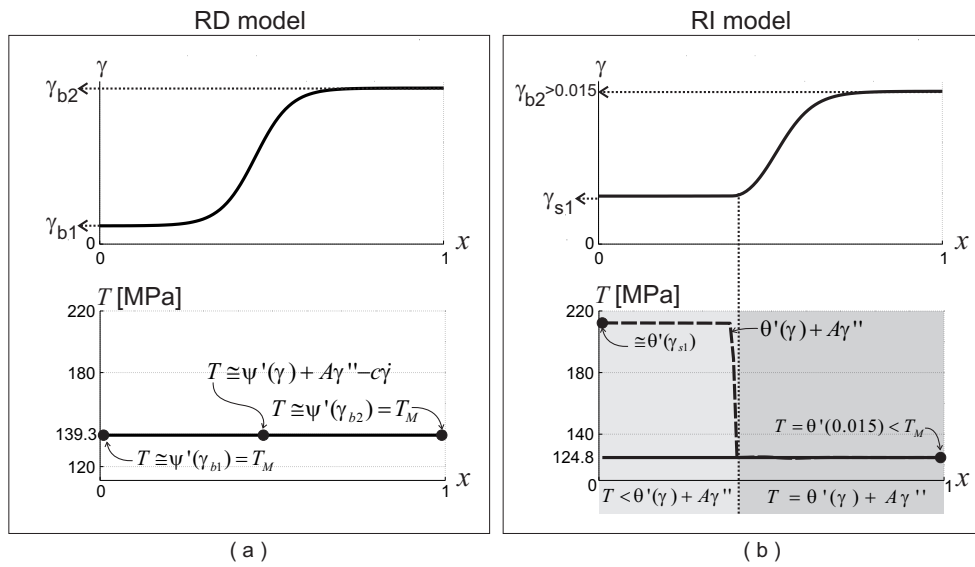 RD model
RI model
γ
γb2
γb1
0
0
1
x
T [MPa]
220
180
139.3
120
0
1
x
T ≅ ψ'(γ) + Aγ'' − cγ̇
T ≅ ψ'(γb2) = TM
T ≅ ψ'(γb1) = TM
( a )
γ
γb2>0.015
γs1
0
0
1
x
T [MPa]
220
180
140
124.8
0
1
x
≅θ'(γs1)
θ'(γ) + Aγ''
T = θ'(0.015) < TM
T < θ'(γ) + Aγ''
T = θ'(γ) + Aγ''
( b )